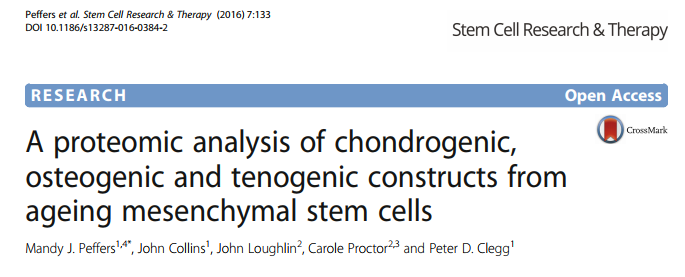 Peffers et al. Stem Cell Research & Therapy (2016) 7:133
DOI 10.1186/s13287-016-0384-2
Stem Cell Research & Therapy
RESEARCH
Open Access
CrossMark
A proteomic analysis of chondrogenic,
osteogenic and tenogenic constructs from
ageing mesenchymal stem cells
Mandy J. Peffers1,4*, John Collins1, John Loughlin2, Carole Proctor2,3 and Peter D. Clegg1